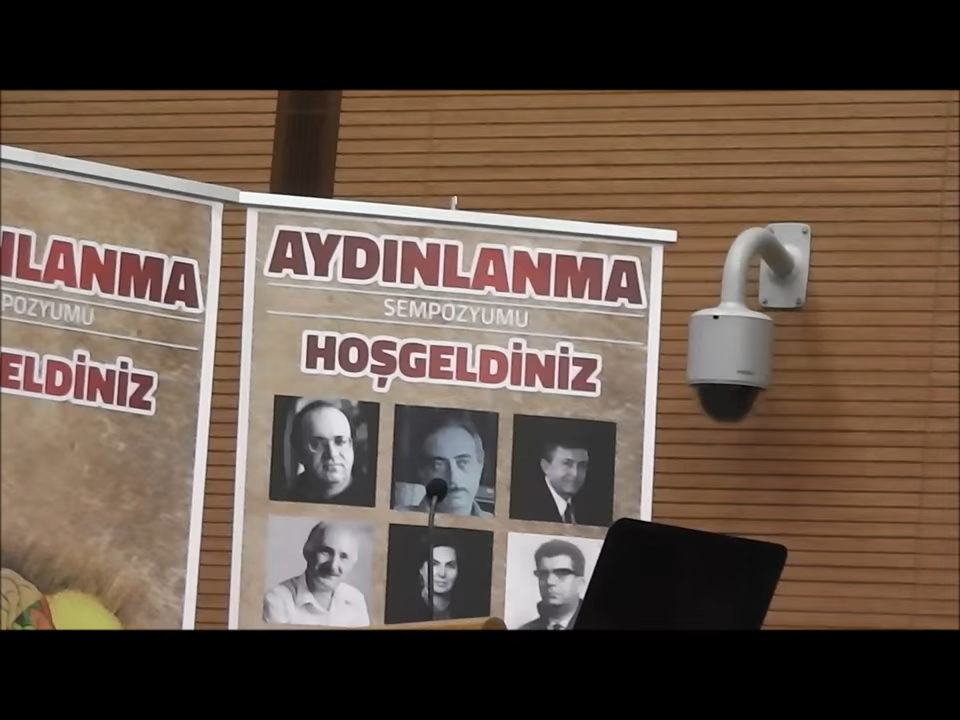 NLANMA
POZYUMU
ELDİNİZ
AYDINLANMA
SEMPOZYUMU
HOŞGELDİNİZ